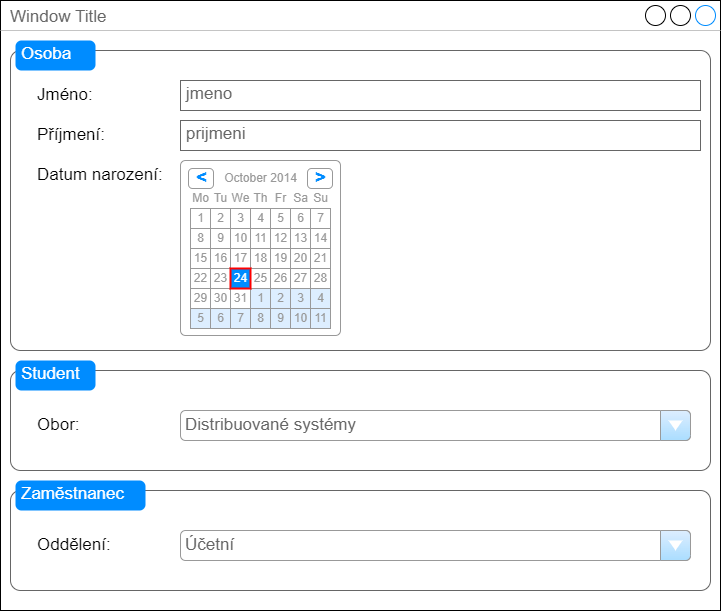 Window Title
Osoba
Jméno: jmeno
Příjmení: prijmeni
Datum narození:
< October 2014 >
Mo Tu We Th Fr Sa Su
1 2 3 4 5 6 7
8 9 10 11 12 13 14
15 16 17 18 19 20 21
22 23 24 25 26 27 28
29 30 31 1 2 3 4
5 6 7 8 9 10 11
Student
Obor: Distribuované systémy
Zaměstnanec
Oddělení: Účetní